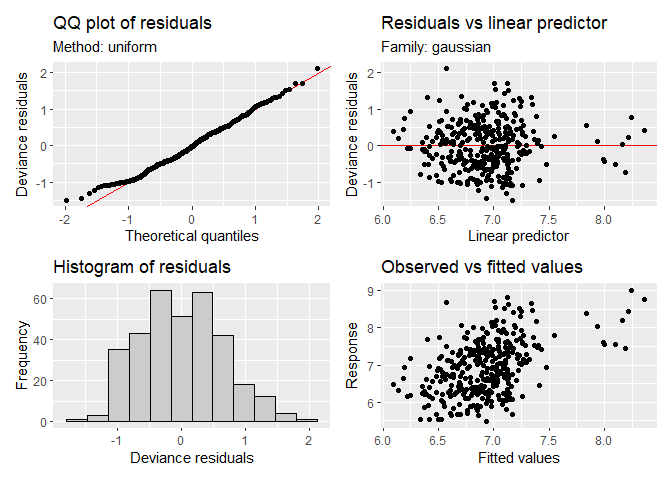 QQ plot of residuals
Method: uniform
Deviance residuals
2
1
0
-1
-2
-1
0
1
2
Theoretical quantiles
Residuals vs linear predictor
Family: gaussian
Deviance residuals
2
1
0
-1
6.0
6.5
7.0
7.5
8.0
Linear predictor
Histogram of residuals
Frequency
60
40
20
0
-1
0
1
2
Deviance residuals
Observed vs fitted values
Response
9
8
7
6
6.0
6.5
7.0
7.5
8.0
Fitted values